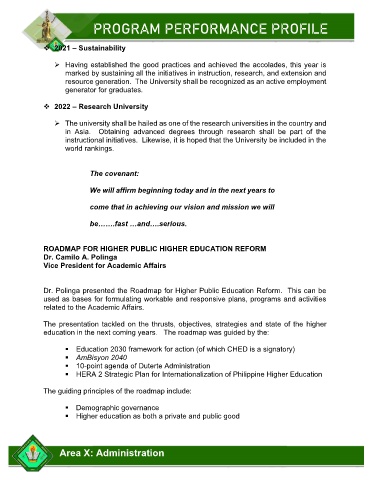 PROGRAM PERFORMANCE PROFILE
❖ 2021 – Sustainability
➢ Having established the good practices and achieved the accolades, this year is
marked by sustaining all the initiatives in instruction, research, and extension and
resource generation. The University shall be recognized as an active employment
generator for graduates.
❖ 2022 – Research University
➢ The university shall be hailed as one of the research universities in the country and
in Asia. Obtaining advanced degrees through research shall be part of the
instructional initiatives. Likewise, it is hoped that the University be included in the
world rankings.
The covenant:
We will affirm beginning today and in the next years to
come that in achieving our vision and mission we will
be…….fast …and….serious.
ROADMAP FOR HIGHER PUBLIC HIGHER EDUCATION REFORM
Dr. Camilo A. Polinga
Vice President for Academic Affairs
Dr. Polinga presented the Roadmap for Higher Public Education Reform. This can be
used as bases for formulating workable and responsive plans, programs and activities
related to the Academic Affairs.
The presentation tackled on the thrusts, objectives, strategies and state of the higher
education in the next coming years. The roadmap was guided by the:
▪ Education 2030 framework for action (of which CHED is a signatory)
▪ AmBisyon 2040
▪ 10-point agenda of Duterte Administration
▪ HERA 2 Strategic Plan for Internationalization of Philippine Higher Education
The guiding principles of the roadmap include:
▪ Demographic governance
▪ Higher education as both a private and public good
Area X: Administration